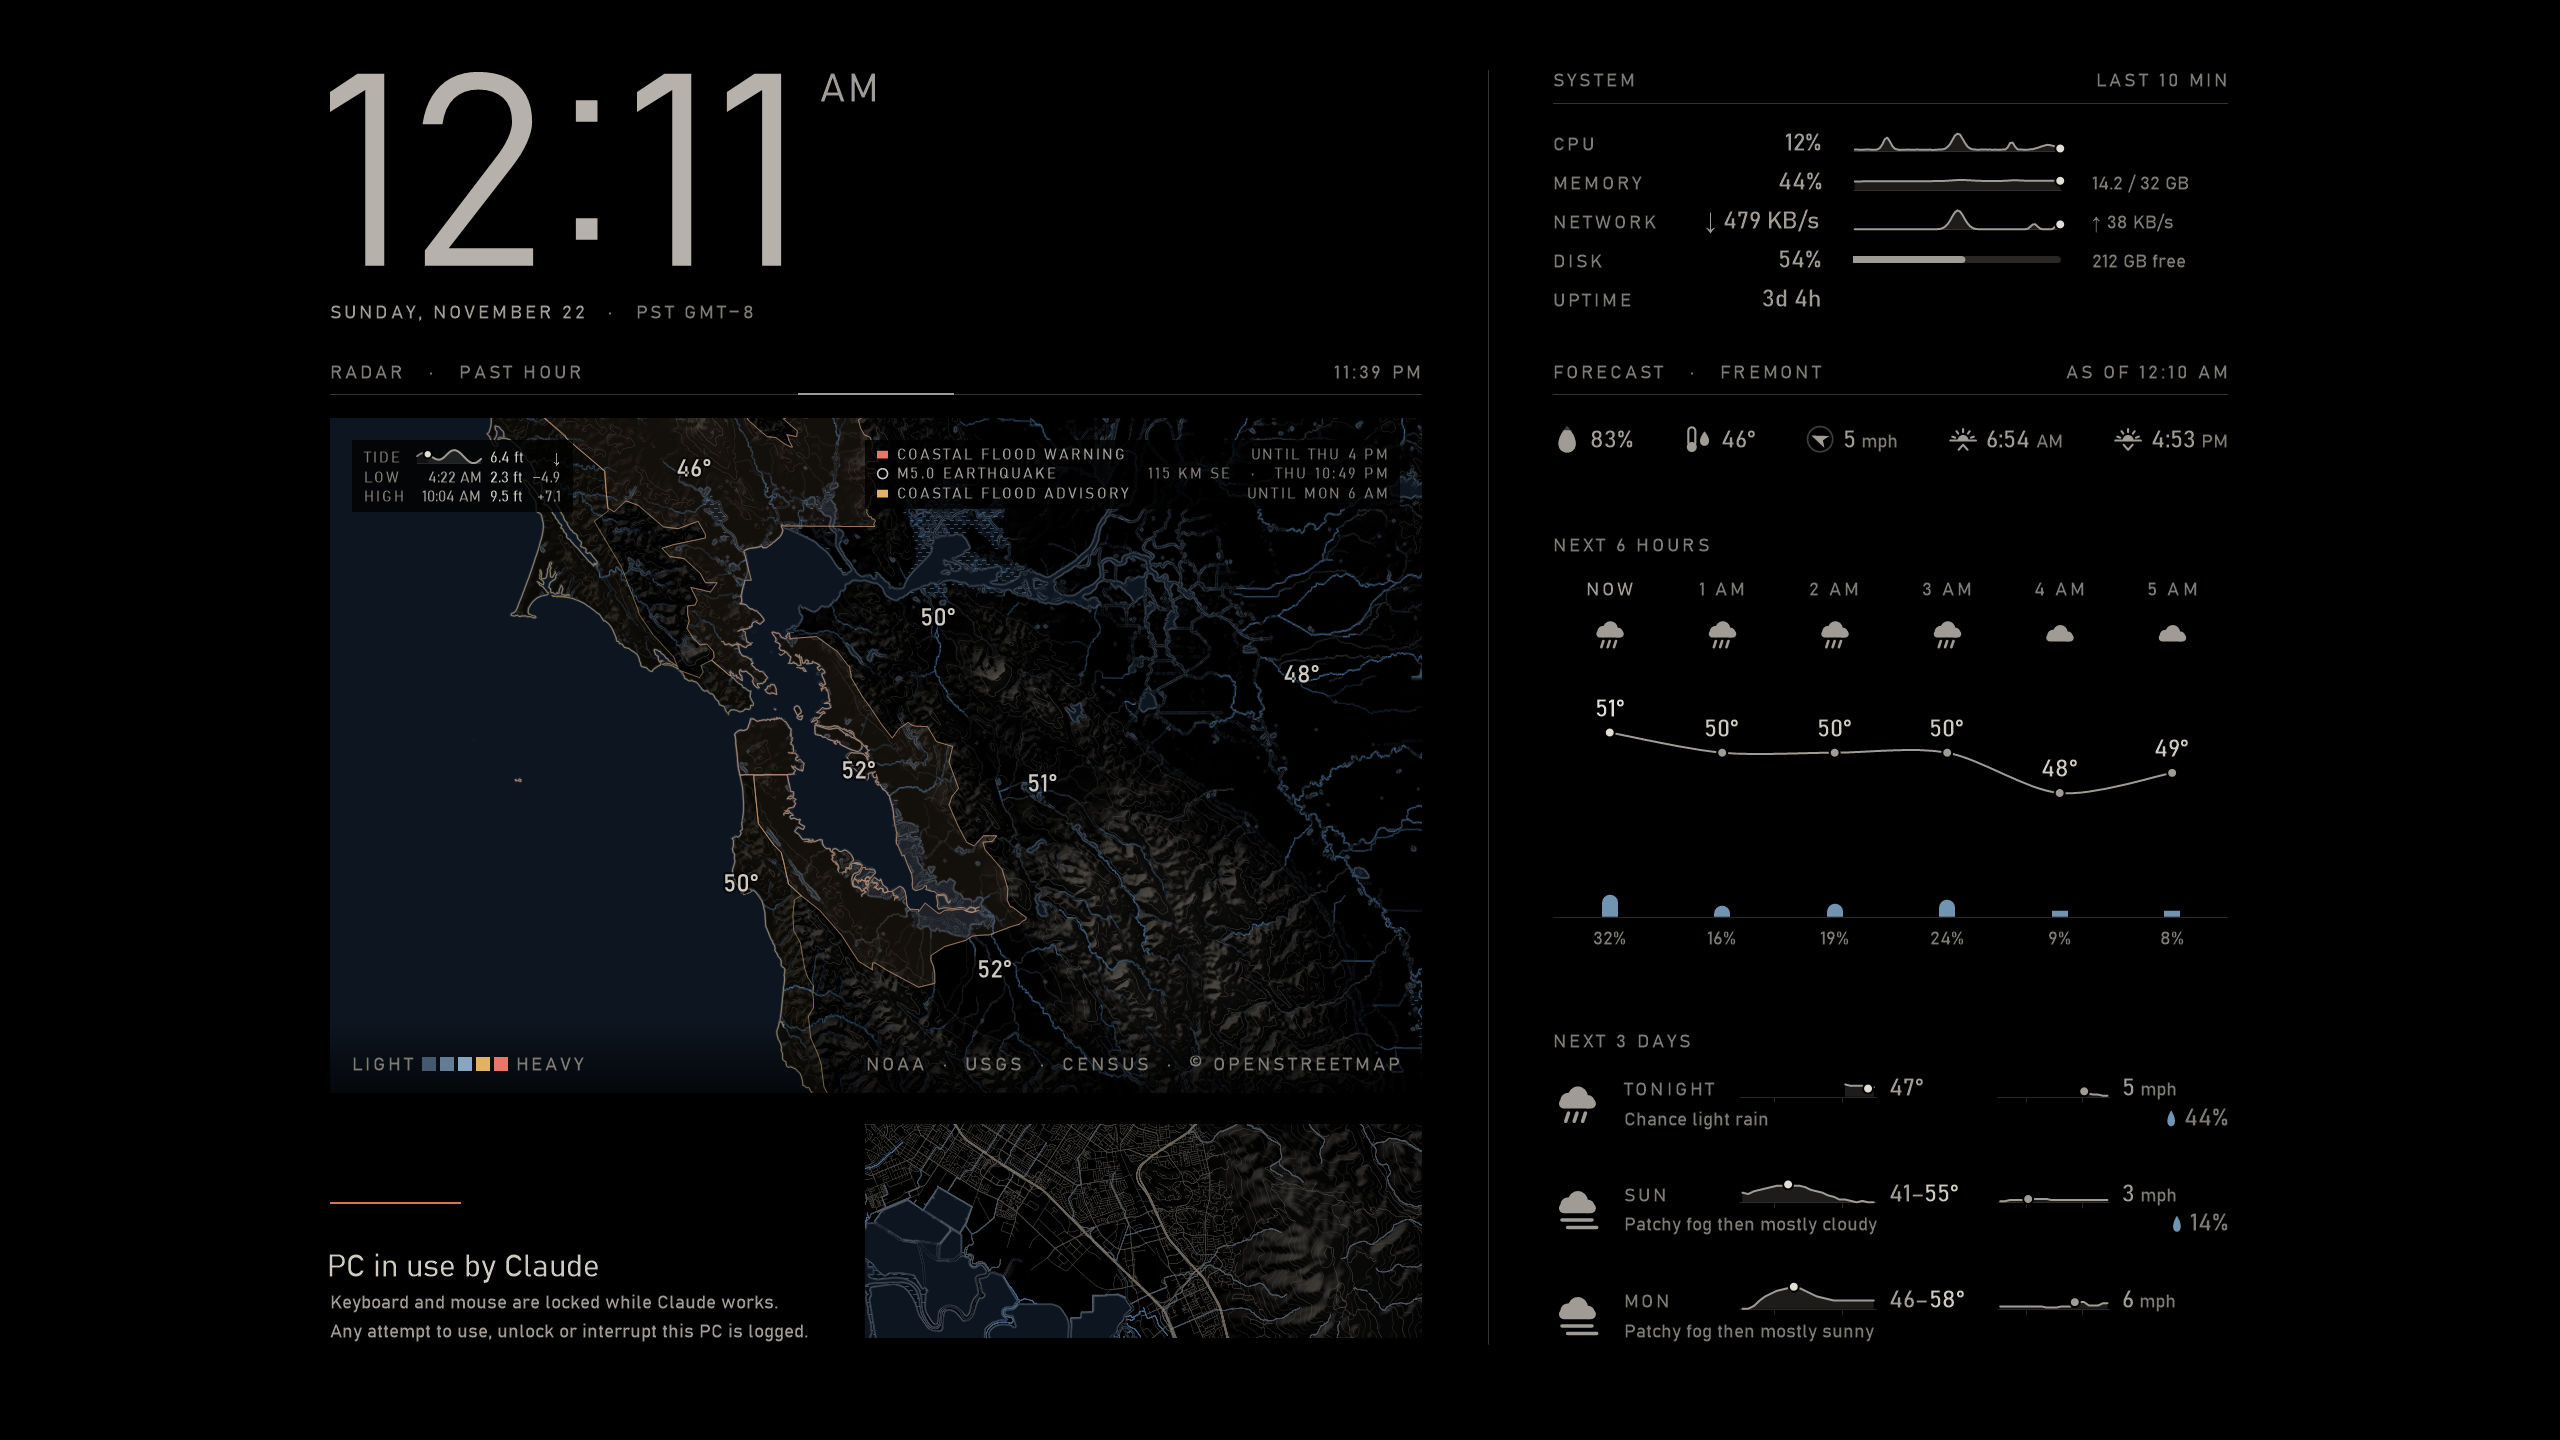 12:11 AM
SUNDAY, NOVEMBER 22 · PST GMT−8
RADAR · PAST HOUR 11:39 PM
TIDE 6.4 ft ↓
LOW 4:22 AM 2.3 ft −4.9
HIGH 10:04 AM 9.5 ft +7.1
COASTAL FLOOD WARNING UNTIL THU 4 PM
M5.0 EARTHQUAKE 115 KM SE · THU 10:49 PM
COASTAL FLOOD ADVISORY UNTIL MON 6 AM
46°
50°
48°
52°
51°
50°
52°
LIGHT HEAVY
NOAA · USGS · CENSUS · © OPENSTREETMAP
PC in use by Claude
Keyboard and mouse are locked while Claude works.
Any attempt to use, unlock or interrupt this PC is logged.
SYSTEM LAST 10 MIN
CPU 12%
MEMORY 44% 14.2 / 32 GB
NETWORK ↓ 479 KB/s ↑ 38 KB/s
DISK 54% 212 GB free
UPTIME 3d 4h
FORECAST · FREMONT AS OF 12:10 AM
83% 46° 5 mph 6:54 AM 4:53 PM
NEXT 6 HOURS
NOW 1 AM 2 AM 3 AM 4 AM 5 AM
51° 50° 50° 50° 48° 49°
32% 16% 19% 24% 9% 8%
NEXT 3 DAYS
TONIGHT 47° 5 mph
Chance light rain 44%
SUN 41–55° 3 mph
Patchy fog then mostly cloudy 14%
MON 46–58° 6 mph
Patchy fog then mostly sunny